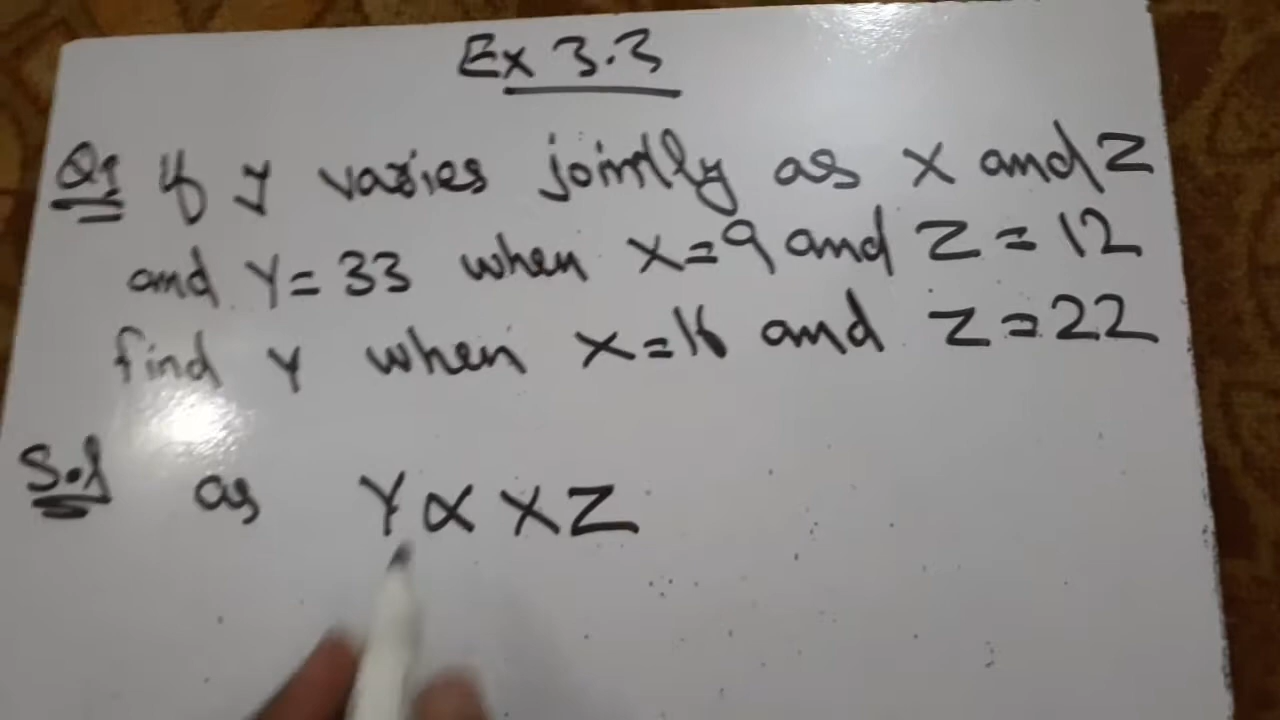 Ex 3.3
Q1 If y varies jointly as X and Z
and Y=33 when X=9 and Z=12
find Y when X=16 and Z=22
Sol as Y∝XZ